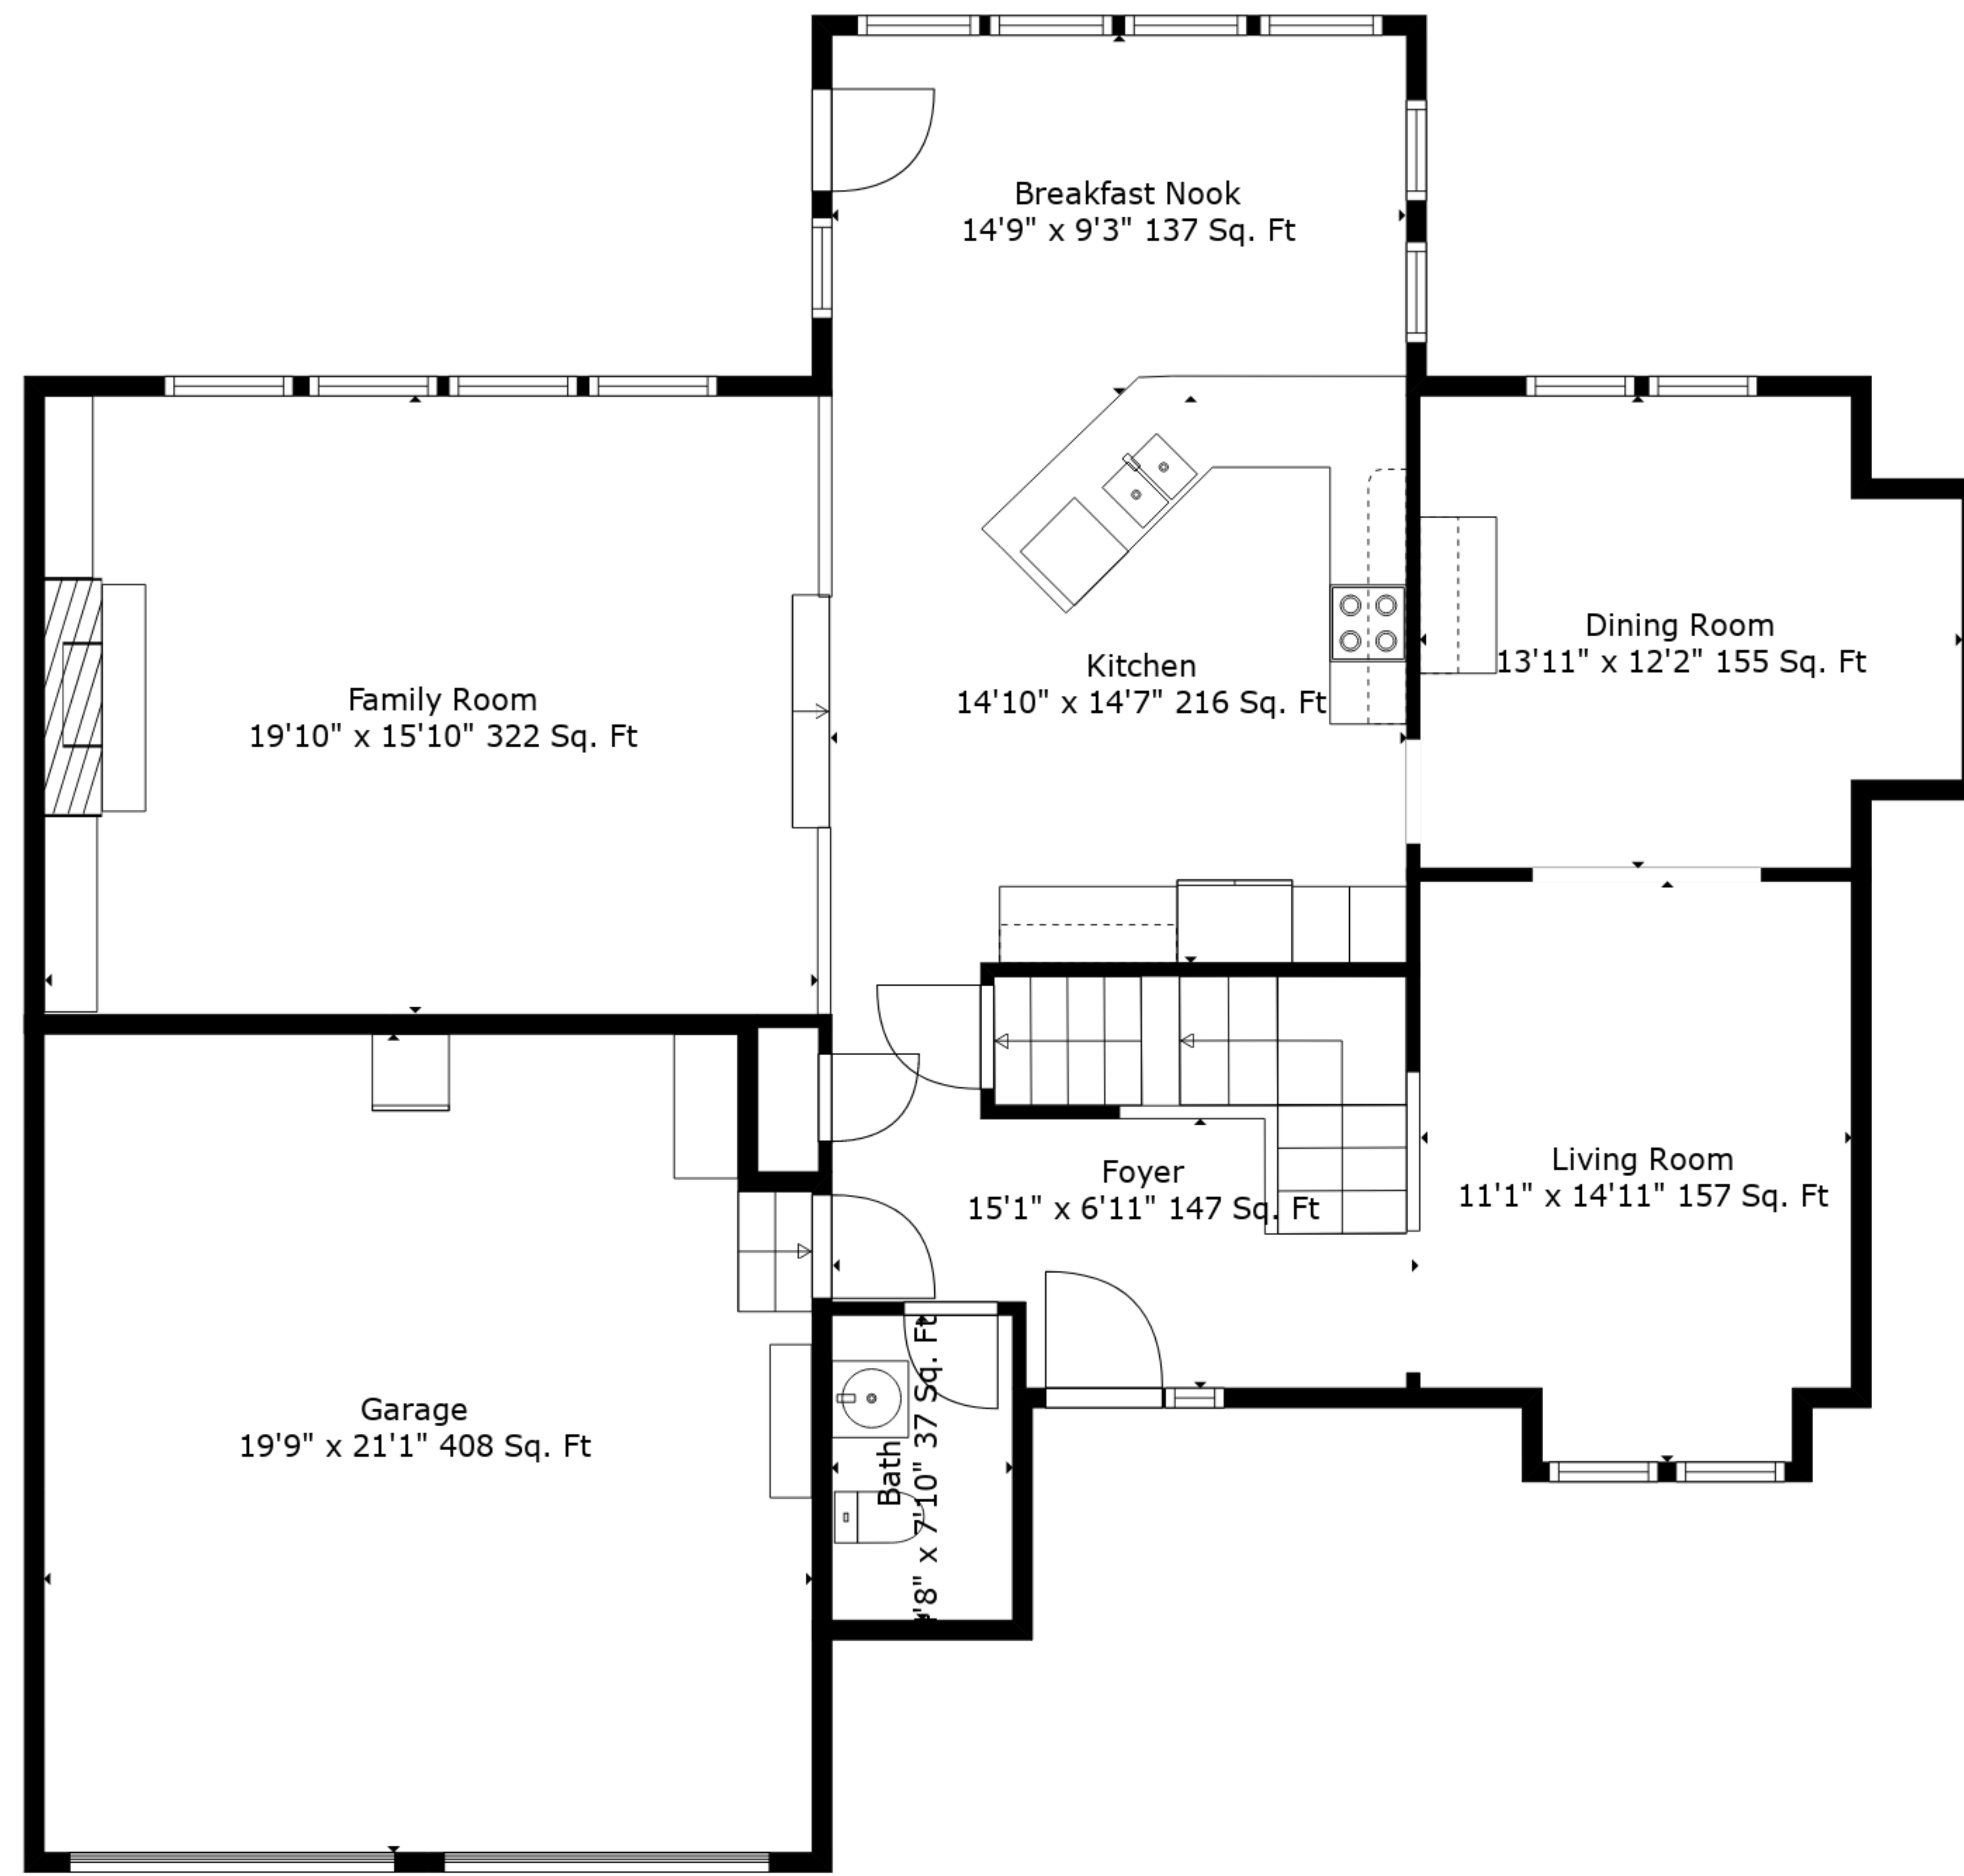 Breakfast Nook
14'9" x 9'3" 137 Sq. Ft
Dining Room
13'11" x 12'2" 155 Sq. Ft
Kitchen
14'10" x 14'7" 216 Sq. Ft
Family Room
19'10" x 15'10" 322 Sq. Ft
Living Room
11'1" x 14'11" 157 Sq. Ft
Foyer
15'1" x 6'11" 147 Sq. Ft
Garage
19'9" x 21'1" 408 Sq. Ft
Bath
'8" x 7'10" 37 Sq. Ft